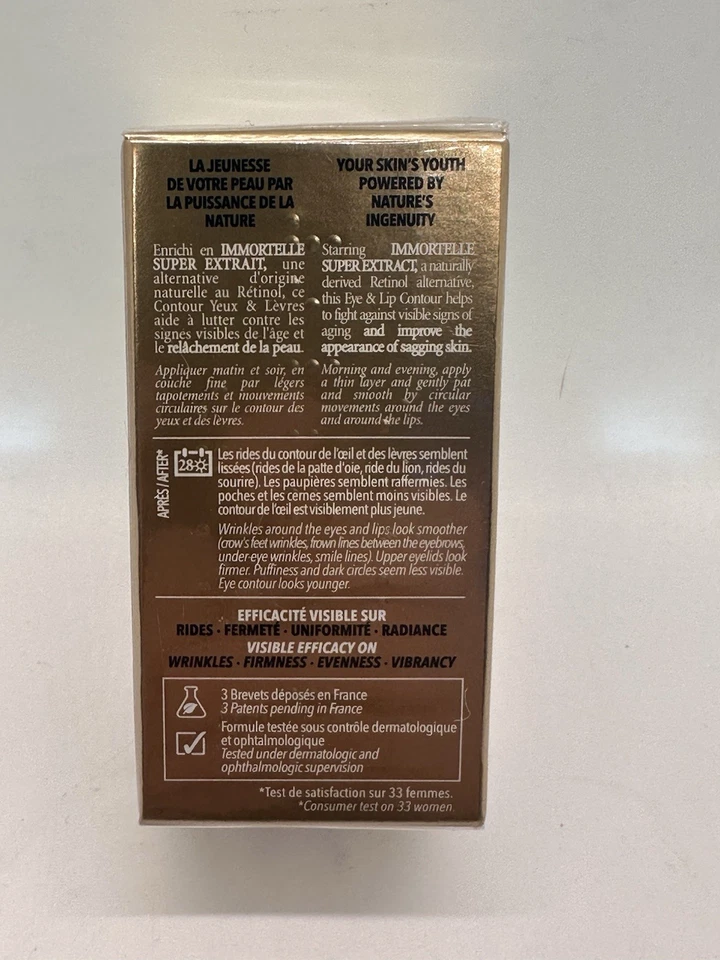 LA JEUNESSE
DE VOTRE PEAU PAR
LA PUISSANCE DE LA
NATURE
Enrichi en IMMORTELLE
SUPER EXTRAIT, une
alternative d'origine
naturelle au Rétinol, ce
Contour Yeux & Lèvres
aide à lutter contre les
signes visibles de l'âge et
le relâchement de la peau.
Appliquer matin et soir, en
couche fine par légers
tapotements et mouvements
circulaires sur le contour des
yeux et des lèvres.
YOUR SKIN'S YOUTH
POWERED BY
NATURE'S
INGENUITY
Starring IMMORTELLE
SUPER EXTRACT, a naturally
derived Retinol alternative,
this Eye & Lip Contour helps
to fight against visible signs of
aging and improve the
appearance of sagging skin.
Morning and evening, apply
a thin layer and gently pat
and smooth by circular
movements around the eyes
and around the lips.
APRÈS / AFTER*
28
Les rides du contour de l'œil et des lèvres semblent
lissées (rides de la patte d'oie, ride du lion, rides du
sourire). Les paupières semblent raffermies. Les
poches et les cernes semblent moins visibles. Le
contour de l'œil est visiblement plus jeune.
Wrinkles around the eyes and lips look smoother
(crow's feet wrinkles, frown lines between the eyebrows,
under-eye wrinkles, smile lines). Upper eyelids look
firmer. Puffiness and dark circles seem less visible.
Eye contour looks younger.
EFFICACITÉ VISIBLE SUR
RIDES · FERMETÉ · UNIFORMITÉ · RADIANCE
VISIBLE EFFICACY ON
WRINKLES · FIRMNESS · EVENNESS · VIBRANCY
3 Brevets déposés en France
3 Patents pending in France
Formule testée sous contrôle dermatologique
et ophtalmologique
Tested under dermatologic and
ophthalmologic supervision
*Test de satisfaction sur 33 femmes.
*Consumer test on 33 women.